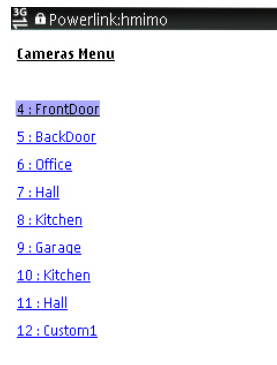 3G Powerlink:hmimo
Cameras Menu
4 : FrontDoor
5 : BackDoor
6 : Office
7 : Hall
8 : Kitchen
9 : Garage
10 : Kitchen
11 : Hall
12 : Custom1